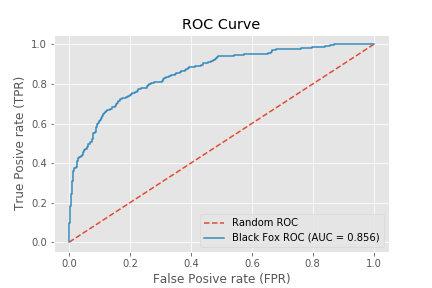 ROC Curve
True Posive rate (TPR)
1.0
0.8
0.6
0.4
0.2
0.0
Random ROC
Black Fox ROC (AUC = 0.856)
0.0 0.2 0.4 0.6 0.8 1.0
False Posive rate (FPR)